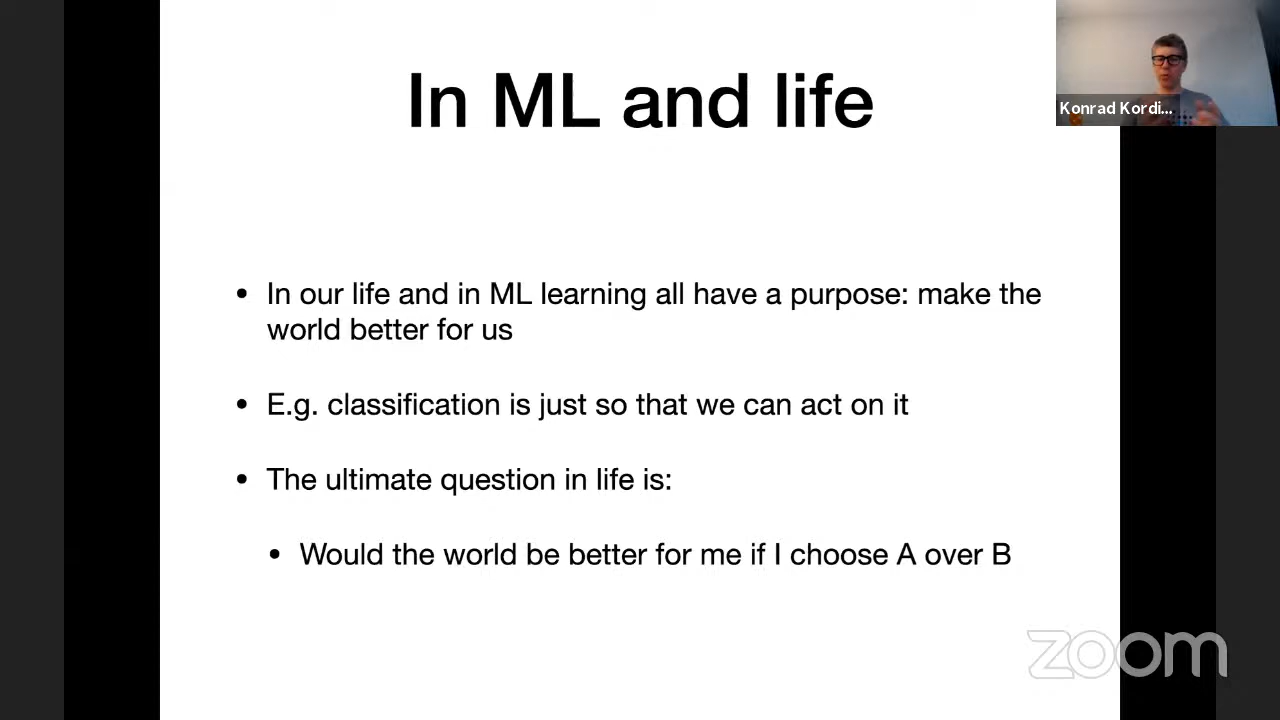 In ML and life
Konrad Kordi...
• In our life and in ML learning all have a purpose: make the
world better for us
• E.g. classification is just so that we can act on it
• The ultimate question in life is:
• Would the world be better for me if I choose A over B
zoom